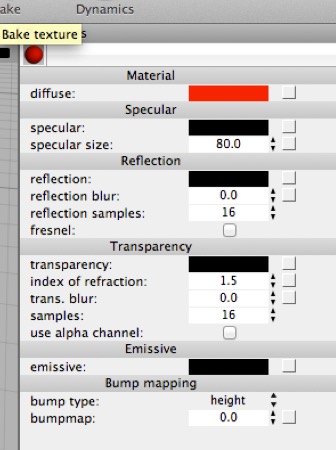 ake Dynamics
Bake texture s
Material
diffuse:
Specular
specular:
specular size: 80.0
Reflection
reflection:
reflection blur: 0.0
reflection samples: 16
fresnel:
Transparency
transparency:
index of refraction: 1.5
trans. blur: 0.0
samples: 16
use alpha channel:
Emissive
emissive:
Bump mapping
bump type: height
bumpmap: 0.0